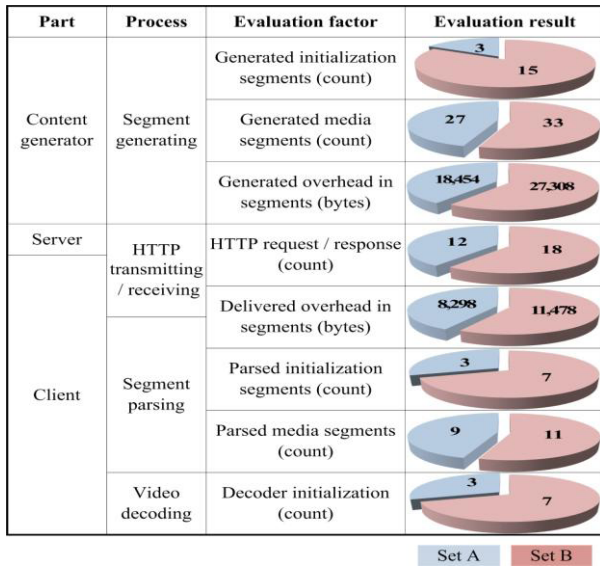 Part Process Evaluation factor Evaluation result
Generated initialization
segments (count)
3
15
Content
generator
Segment
generating
Generated media
segments (count)
27
33
Generated overhead in
segments (bytes)
18,454
27,308
Server
HTTP
transmitting
/ receiving
HTTP request / response
(count)
12
18
Delivered overhead in
segments (bytes)
8,298
11,478
Client
Segment
parsing
Parsed initialization
segments (count)
3
7
Parsed media segments
(count)
9
11
Video
decoding
Decoder initialization
(count)
3
7
Set A Set B